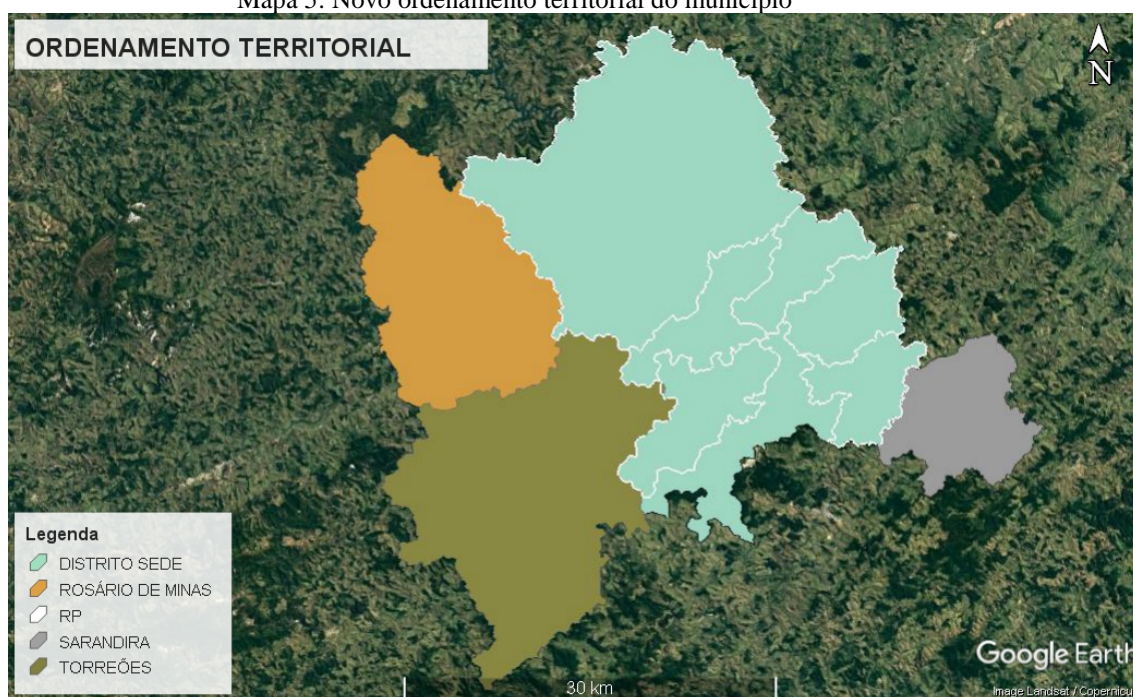 Mapa 5: Novo ordenamento territorial do município
ORDENAMENTO TERRITORIAL
N
Legenda
DISTRITO SEDE
ROSÁRIO DE MINAS
RP
SARANDIRA
TORREÕES
30 km
Google Earth
Image Landsat / Copernicus